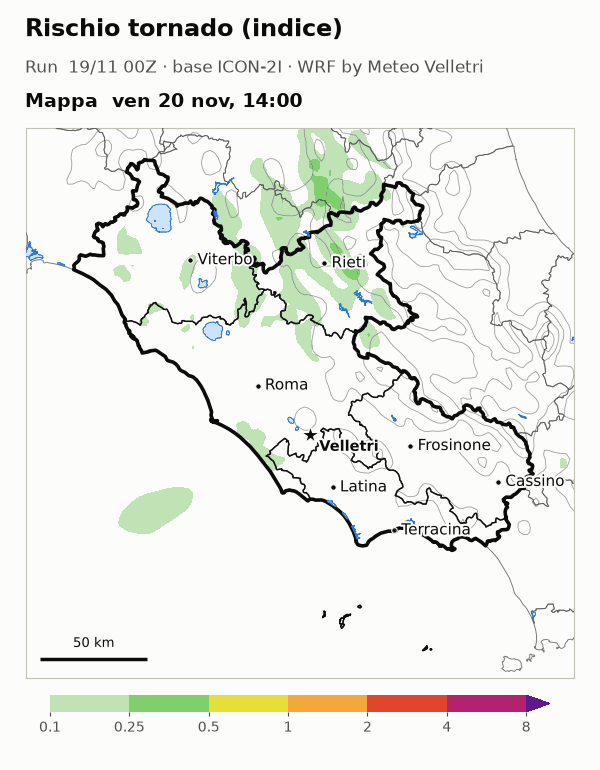 Rischio tornado (indice)
Run  19/11 00Z · base ICON-2I · WRF by Meteo Velletri
Mappa  ven 20 nov, 14:00
Viterbo
Rieti
Roma
Velletri
Frosinone
Latina
Cassino
Terracina
50 km
0.1 0.25 0.5 1 2 4 8